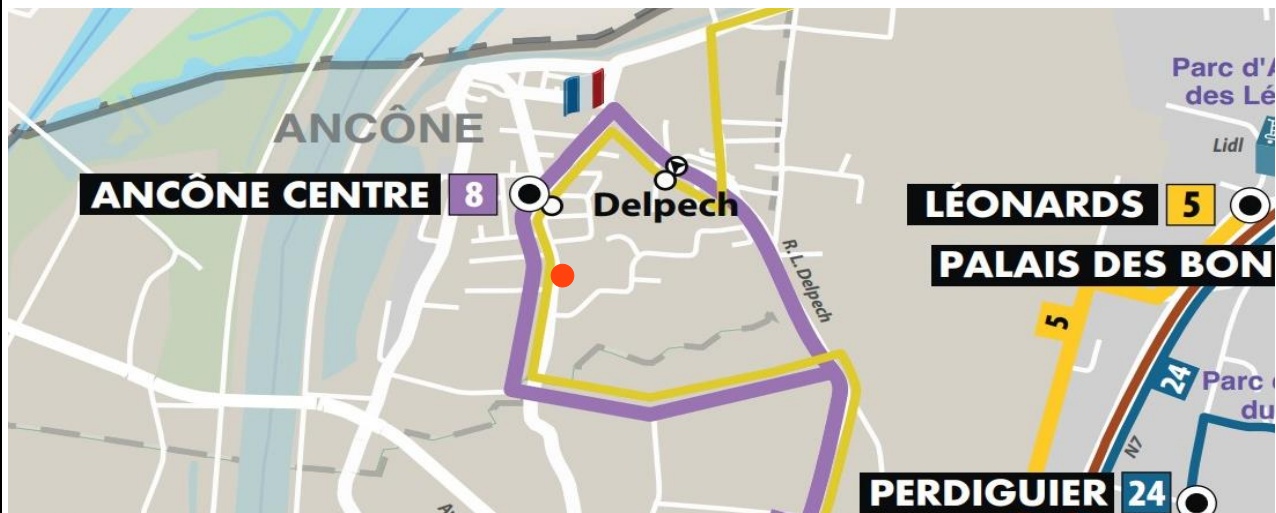 Parc d'A
des Lé
Lidl
ANCÔNE
ANCÔNE CENTRE 8
Delpech
LÉONARDS 5
PALAIS DES BON
R. L. Delpech
5
24
Parc
du
N7
PERDIGUIER 24